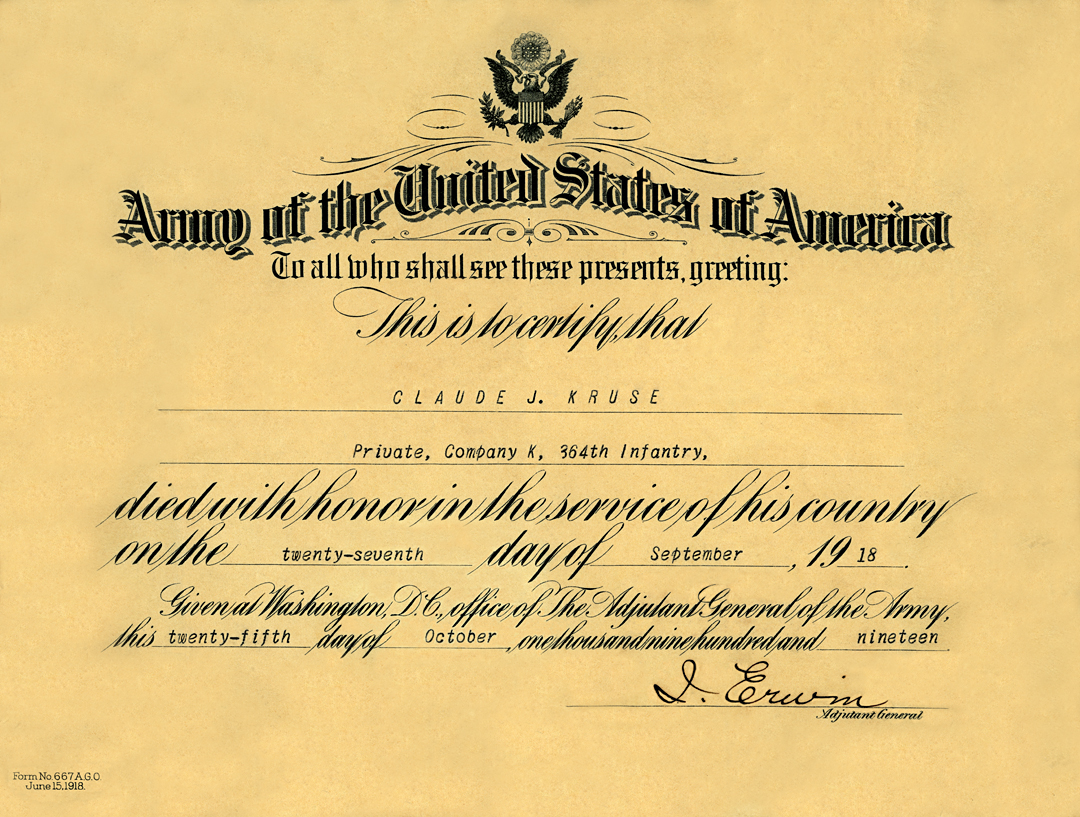 Army of the United States of America
To all who shall see these presents, greeting:
This is to certify, that
CLAUDE J. KRUSE
Private, Company K, 364th Infantry,
died with honor in the service of his country
on the twenty-seventh day of September, 1918.
Given at Washington, D.C., office of The Adjutant General of the Army,
this twenty-fifth day of October, one thousand nine hundred and nineteen
J. Erwin
Adjutant General
Form No. 667 A.G.O.
June 15, 1918.